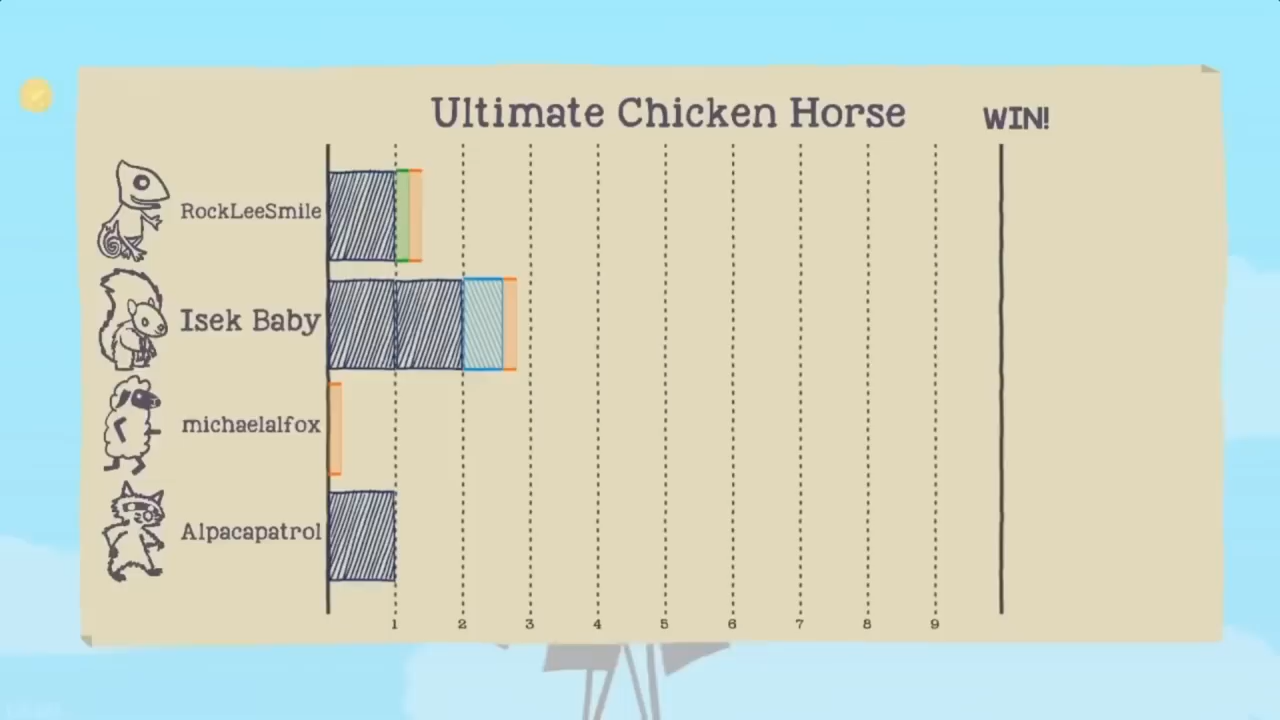 Ultimate Chicken Horse
WIN!
RockLeeSmile
Isek Baby
michaelalfox
Alpacapatrol
1 2 3 4 5 6 7 8 9